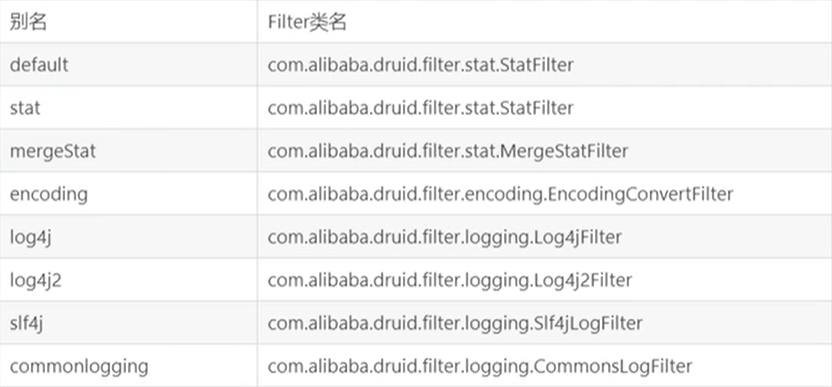 别名 Filter类名
default com.alibaba.druid.filter.stat.StatFilter
stat com.alibaba.druid.filter.stat.StatFilter
mergeStat com.alibaba.druid.filter.stat.MergeStatFilter
encoding com.alibaba.druid.filter.encoding.EncodingConvertFilter
log4j com.alibaba.druid.filter.logging.Log4jFilter
log4j2 com.alibaba.druid.filter.logging.Log4j2Filter
slf4j com.alibaba.druid.filter.logging.Slf4jLogFilter
commonlogging com.alibaba.druid.filter.logging.CommonsLogFilter